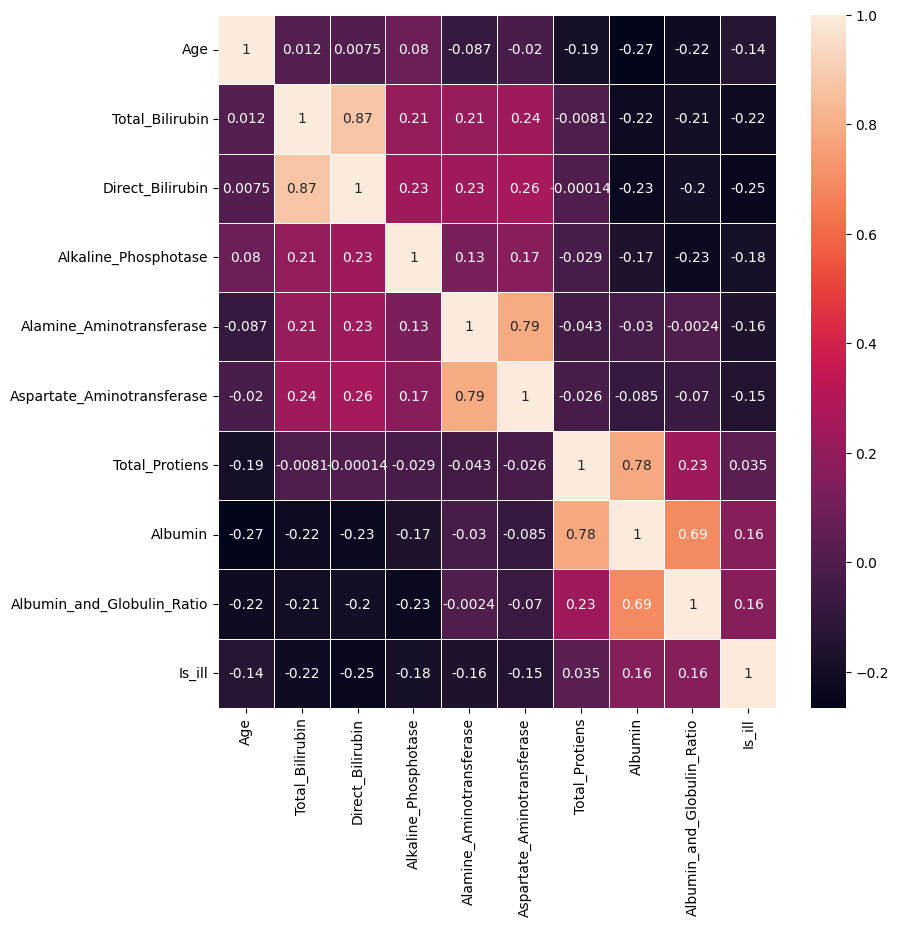 Age 1 0.012 0.0075 0.08 -0.087 -0.02 -0.19 -0.27 -0.22 -0.14
Total_Bilirubin 0.012 1 0.87 0.21 0.21 0.24 -0.0081 -0.22 -0.21 -0.22
Direct_Bilirubin 0.0075 0.87 1 0.23 0.23 0.26 -0.00014 -0.23 -0.2 -0.25
Alkaline_Phosphotase 0.08 0.21 0.23 1 0.13 0.17 -0.029 -0.17 -0.23 -0.18
Alamine_Aminotransferase -0.087 0.21 0.23 0.13 1 0.79 -0.043 -0.03 -0.0024 -0.16
Aspartate_Aminotransferase -0.02 0.24 0.26 0.17 0.79 1 -0.026 -0.085 -0.07 -0.15
Total_Protiens -0.19 -0.0081 -0.00014 -0.029 -0.043 -0.026 1 0.78 0.23 0.035
Albumin -0.27 -0.22 -0.23 -0.17 -0.03 -0.085 0.78 1 0.69 0.16
Albumin_and_Globulin_Ratio -0.22 -0.21 -0.2 -0.23 -0.0024 -0.07 0.23 0.69 1 0.16
Is_ill -0.14 -0.22 -0.25 -0.18 -0.16 -0.15 0.035 0.16 0.16 1
Age
Total_Bilirubin
Direct_Bilirubin
Alkaline_Phosphotase
Alamine_Aminotransferase
Aspartate_Aminotransferase
Total_Protiens
Albumin
Albumin_and_Globulin_Ratio
Is_ill
1.0
0.8
0.6
0.4
0.2
0.0
−0.2